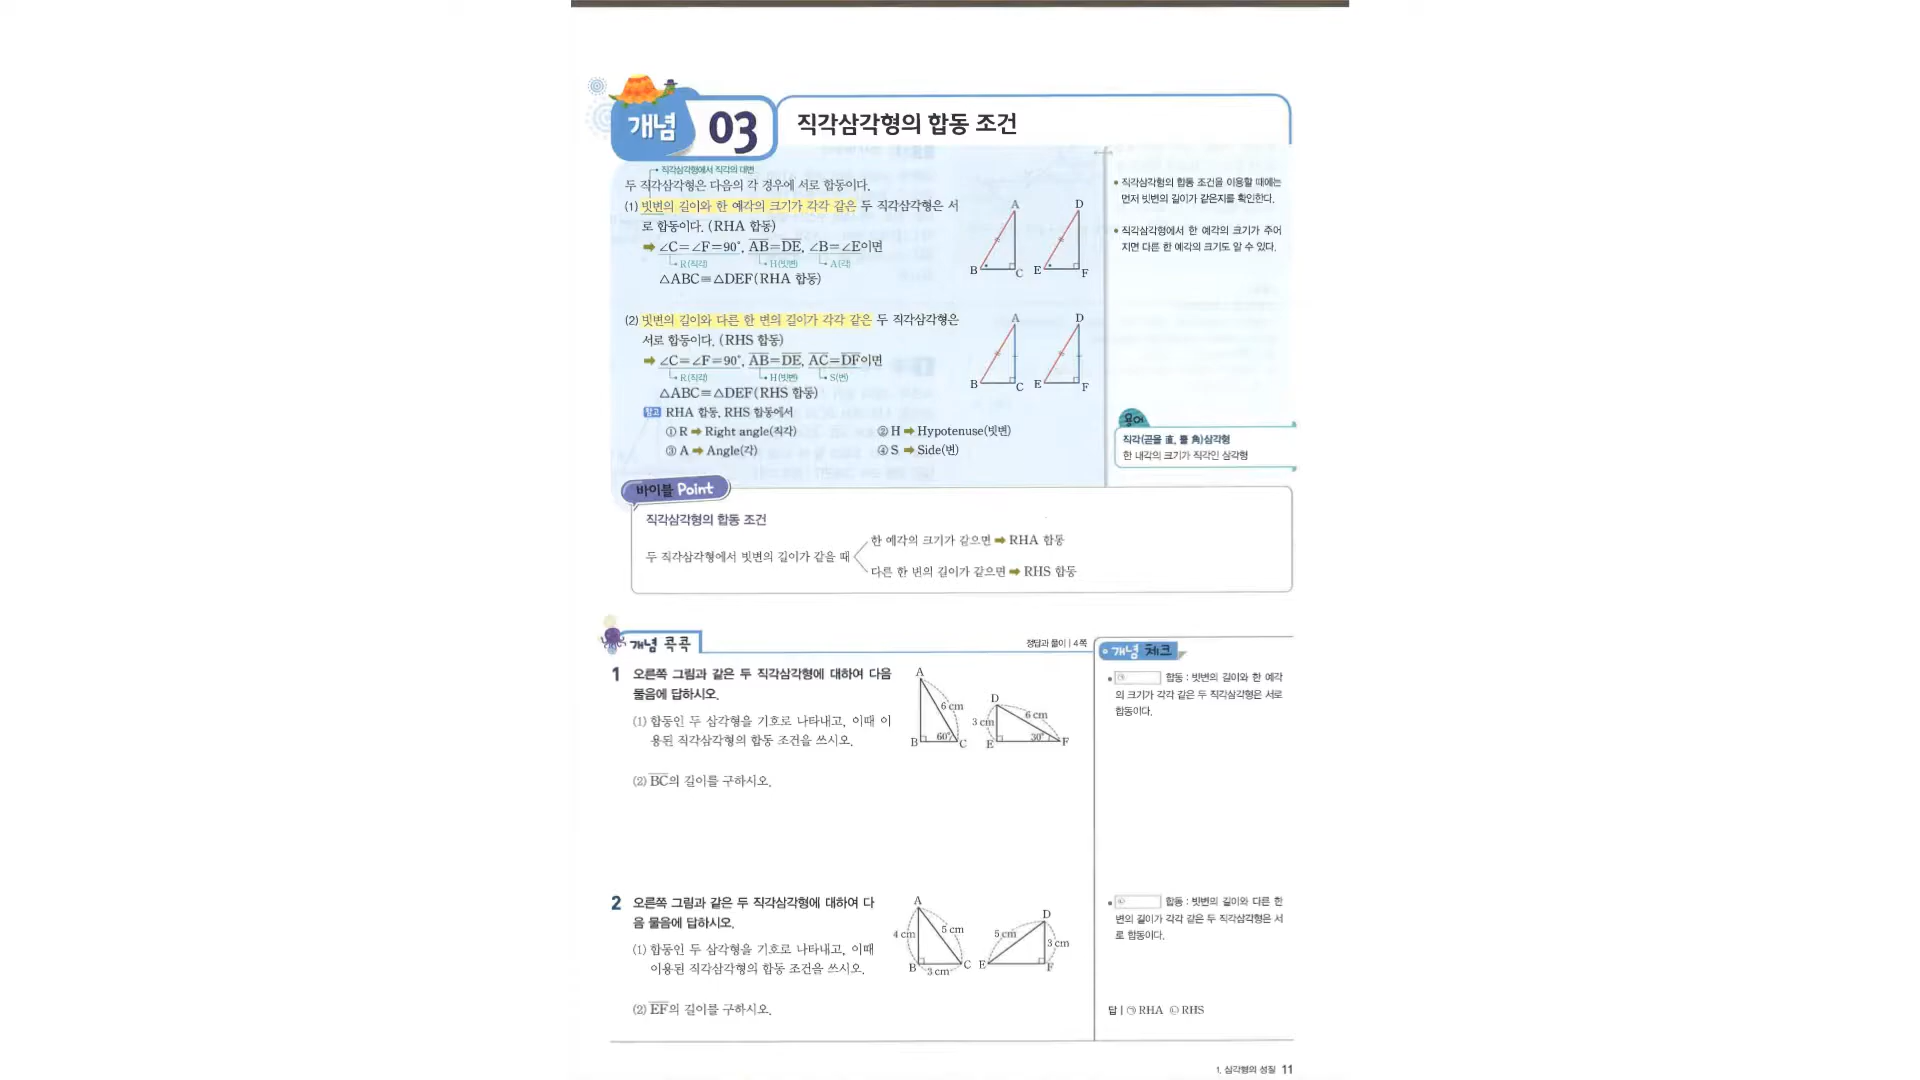 개념 03 직각삼각형의 합동 조건
직각삼각형에서 직각의 대변
두 직각삼각형은 다음의 각 경우에 서로 합동이다.
(1) 빗변의 길이와 한 예각의 크기가 각각 같은 두 직각삼각형은 서
로 합동이다. (RHA 합동)
➡ ∠C=∠F=90°, AB=DE, ∠B=∠E이면
R(직각) H(빗변) A(각)
△ABC≡△DEF(RHA 합동)
A D
B C E F
(2) 빗변의 길이와 다른 한 변의 길이가 각각 같은 두 직각삼각형은
서로 합동이다. (RHS 합동)
➡ ∠C=∠F=90°, AB=DE, AC=DF이면
R(직각) H(빗변) S(변)
△ABC≡△DEF(RHS 합동)
A D
B C E F
참고 RHA 합동, RHS 합동에서
① R ➡ Right angle(직각) ② H ➡ Hypotenuse(빗변)
③ A ➡ Angle(각) ④ S ➡ Side(변)
• 직각삼각형의 합동 조건을 이용할 때에는
먼저 빗변의 길이가 같은지를 확인한다.
• 직각삼각형에서 한 예각의 크기가 주어
지면 다른 한 예각의 크기도 알 수 있다.
용어
직각(곧을 直, 뿔 角)삼각형
한 내각의 크기가 직각인 삼각형
바이블 Point
직각삼각형의 합동 조건
두 직각삼각형에서 빗변의 길이가 같을 때
한 예각의 크기가 같으면 ➡ RHA 합동
다른 한 변의 길이가 같으면 ➡ RHS 합동
개념 콕콕
정답과 풀이 | 4쪽
1 오른쪽 그림과 같은 두 직각삼각형에 대하여 다음
물음에 답하시오.
(1) 합동인 두 삼각형을 기호로 나타내고, 이때 이
용된 직각삼각형의 합동 조건을 쓰시오.
(2) BC의 길이를 구하시오.
A
6 cm
B 60° C
D
3 cm 6 cm
E 30° F
2 오른쪽 그림과 같은 두 직각삼각형에 대하여 다
음 물음에 답하시오.
(1) 합동인 두 삼각형을 기호로 나타내고, 이때
이용된 직각삼각형의 합동 조건을 쓰시오.
(2) EF의 길이를 구하시오.
A
4 cm 5 cm
B 3 cm C
D
5 cm 3 cm
E F
개념 체크
• ㉠ 합동 : 빗변의 길이와 한 예각
의 크기가 각각 같은 두 직각삼각형은 서로
합동이다.
• ㉡ 합동 : 빗변의 길이와 다른 한
변의 길이가 각각 같은 두 직각삼각형은 서
로 합동이다.
답 | ㉠ RHA ㉡ RHS
1. 삼각형의 성질 11